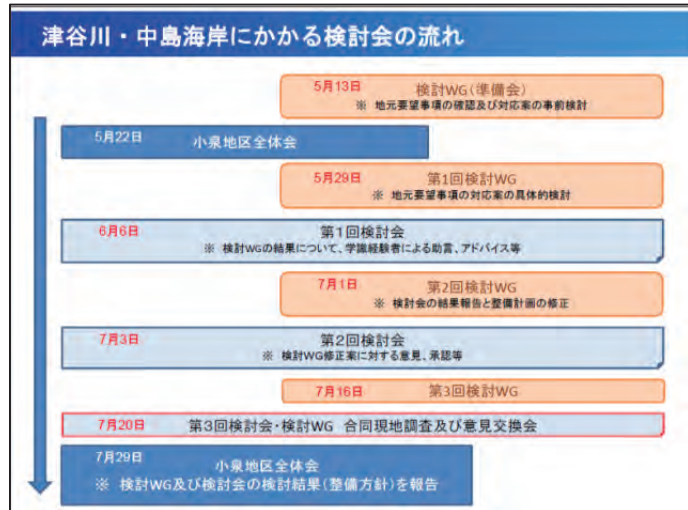 津谷川・中島海岸にかかる検討会の流れ
5月13日 検討WG(準備会)
※ 地元要望事項の確認及び対応案の事前検討
5月22日 小泉地区全体会
5月29日 第1回検討WG
※ 地元要望事項の対応案の具体的検討
6月6日 第1回検討会
※ 検討WGの結果について、学識経験者による助言、アドバイス等
7月1日 第2回検討WG
※ 検討会の結果報告と整備計画の修正
7月3日 第2回検討会
※ 検討WG修正案に対する意見、承認等
7月16日 第3回検討WG
7月20日 第3回検討会・検討WG 合同現地調査及び意見交換会
7月29日 小泉地区全体会
※ 検討WG及び検討会の検討結果(整備方針)を報告